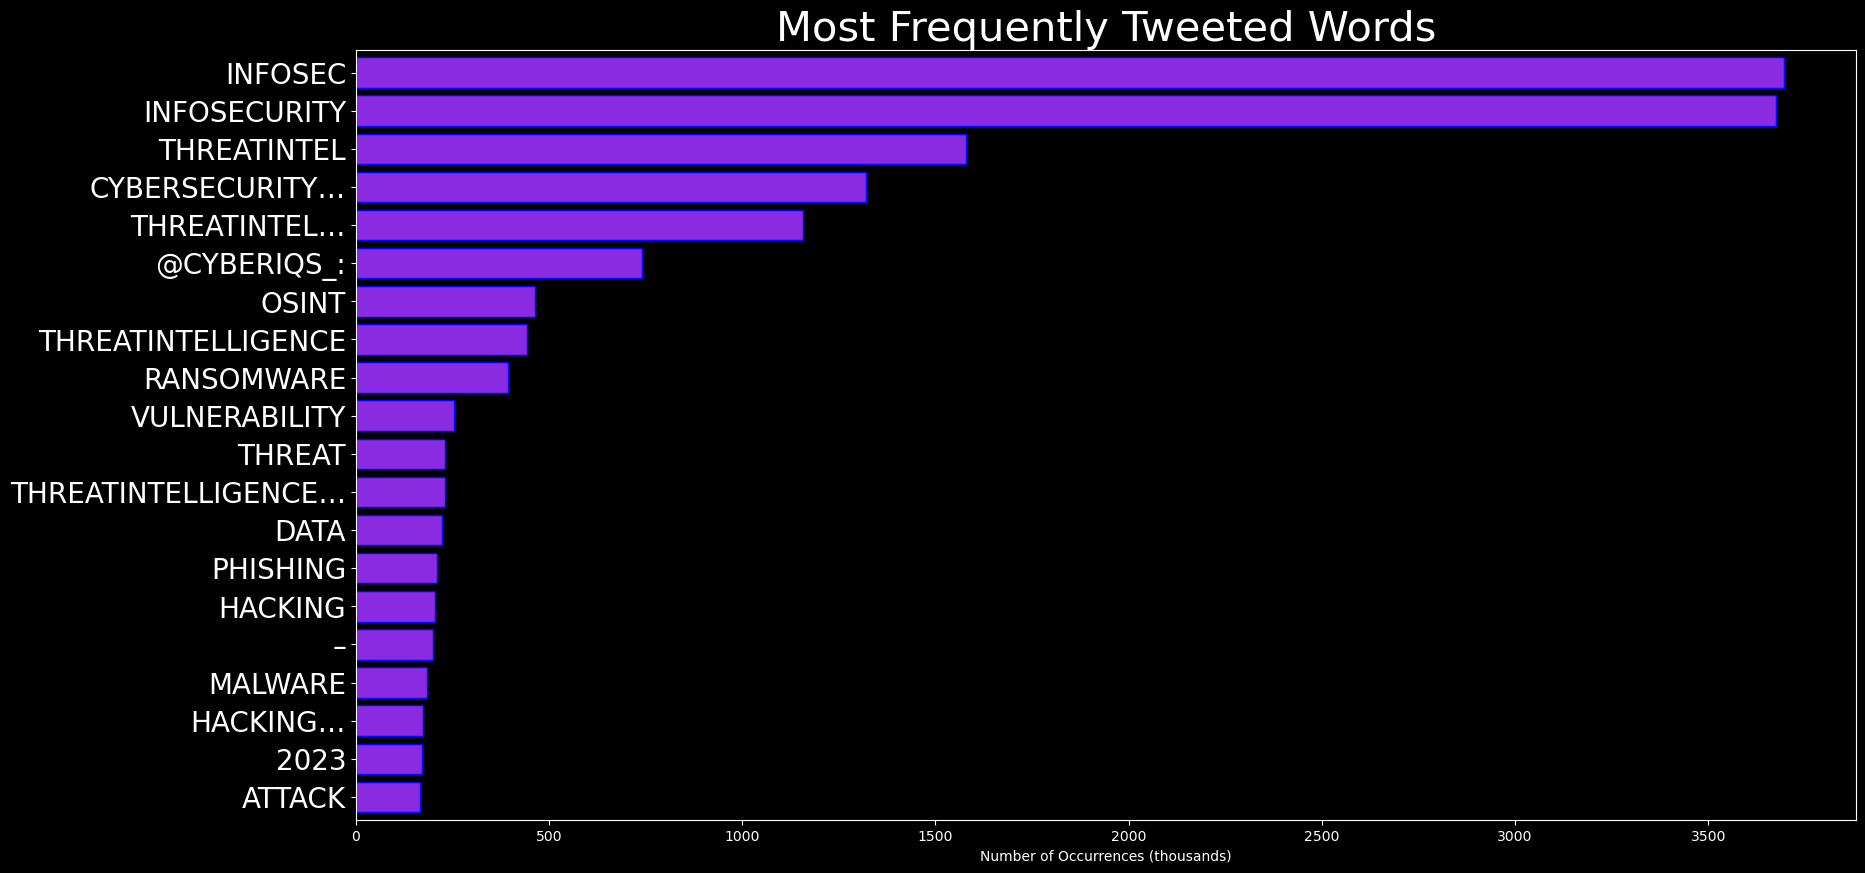 Most Frequently Tweeted Words
INFOSEC
INFOSECURITY
THREATINTEL
CYBERSECURITY…
THREATINTEL…
@CYBERIQS_:
OSINT
THREATINTELLIGENCE
RANSOMWARE
VULNERABILITY
THREAT
THREATINTELLIGENCE…
DATA
PHISHING
HACKING
–
MALWARE
HACKING…
2023
ATTACK
0 500 1000 1500 2000 2500 3000 3500
Number of Occurrences (thousands)